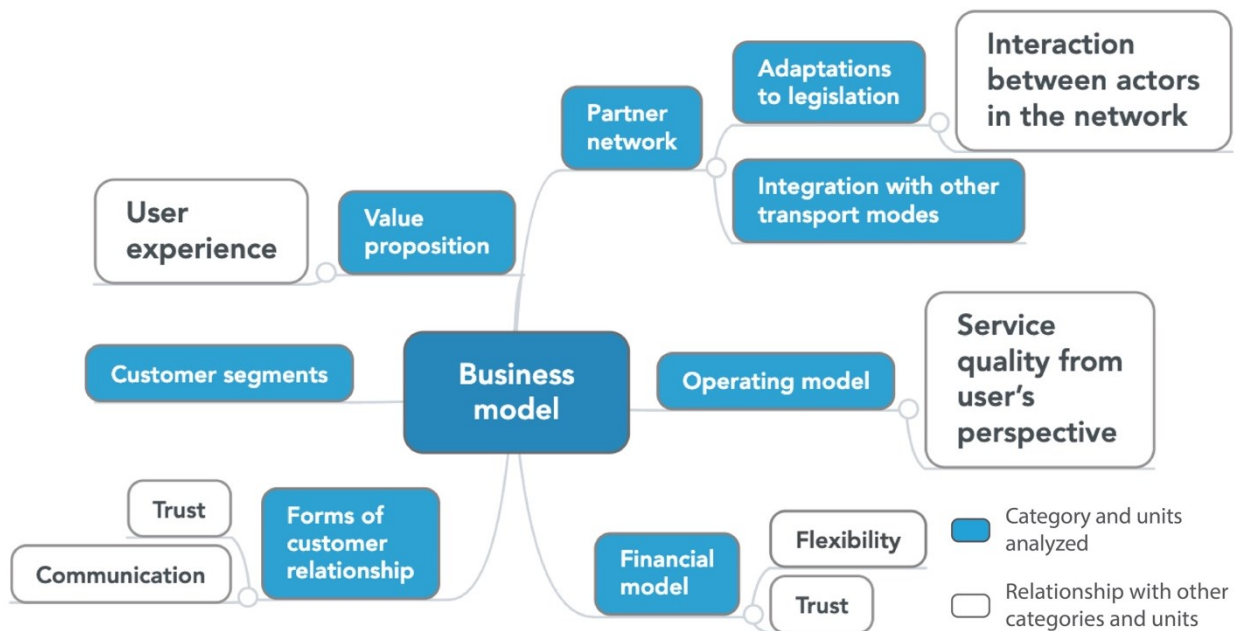 Interaction
between actors
in the network
Adaptations
to legislation
Partner
network
Integration with other
transport modes
User
experience
Value
proposition
Service
quality from
user's
perspective
Customer segments
Business
model
Operating model
Trust
Forms of
customer
relationship
Communication
Financial
model
Flexibility
Trust
Category and units
analyzed
Relationship with other
categories and units